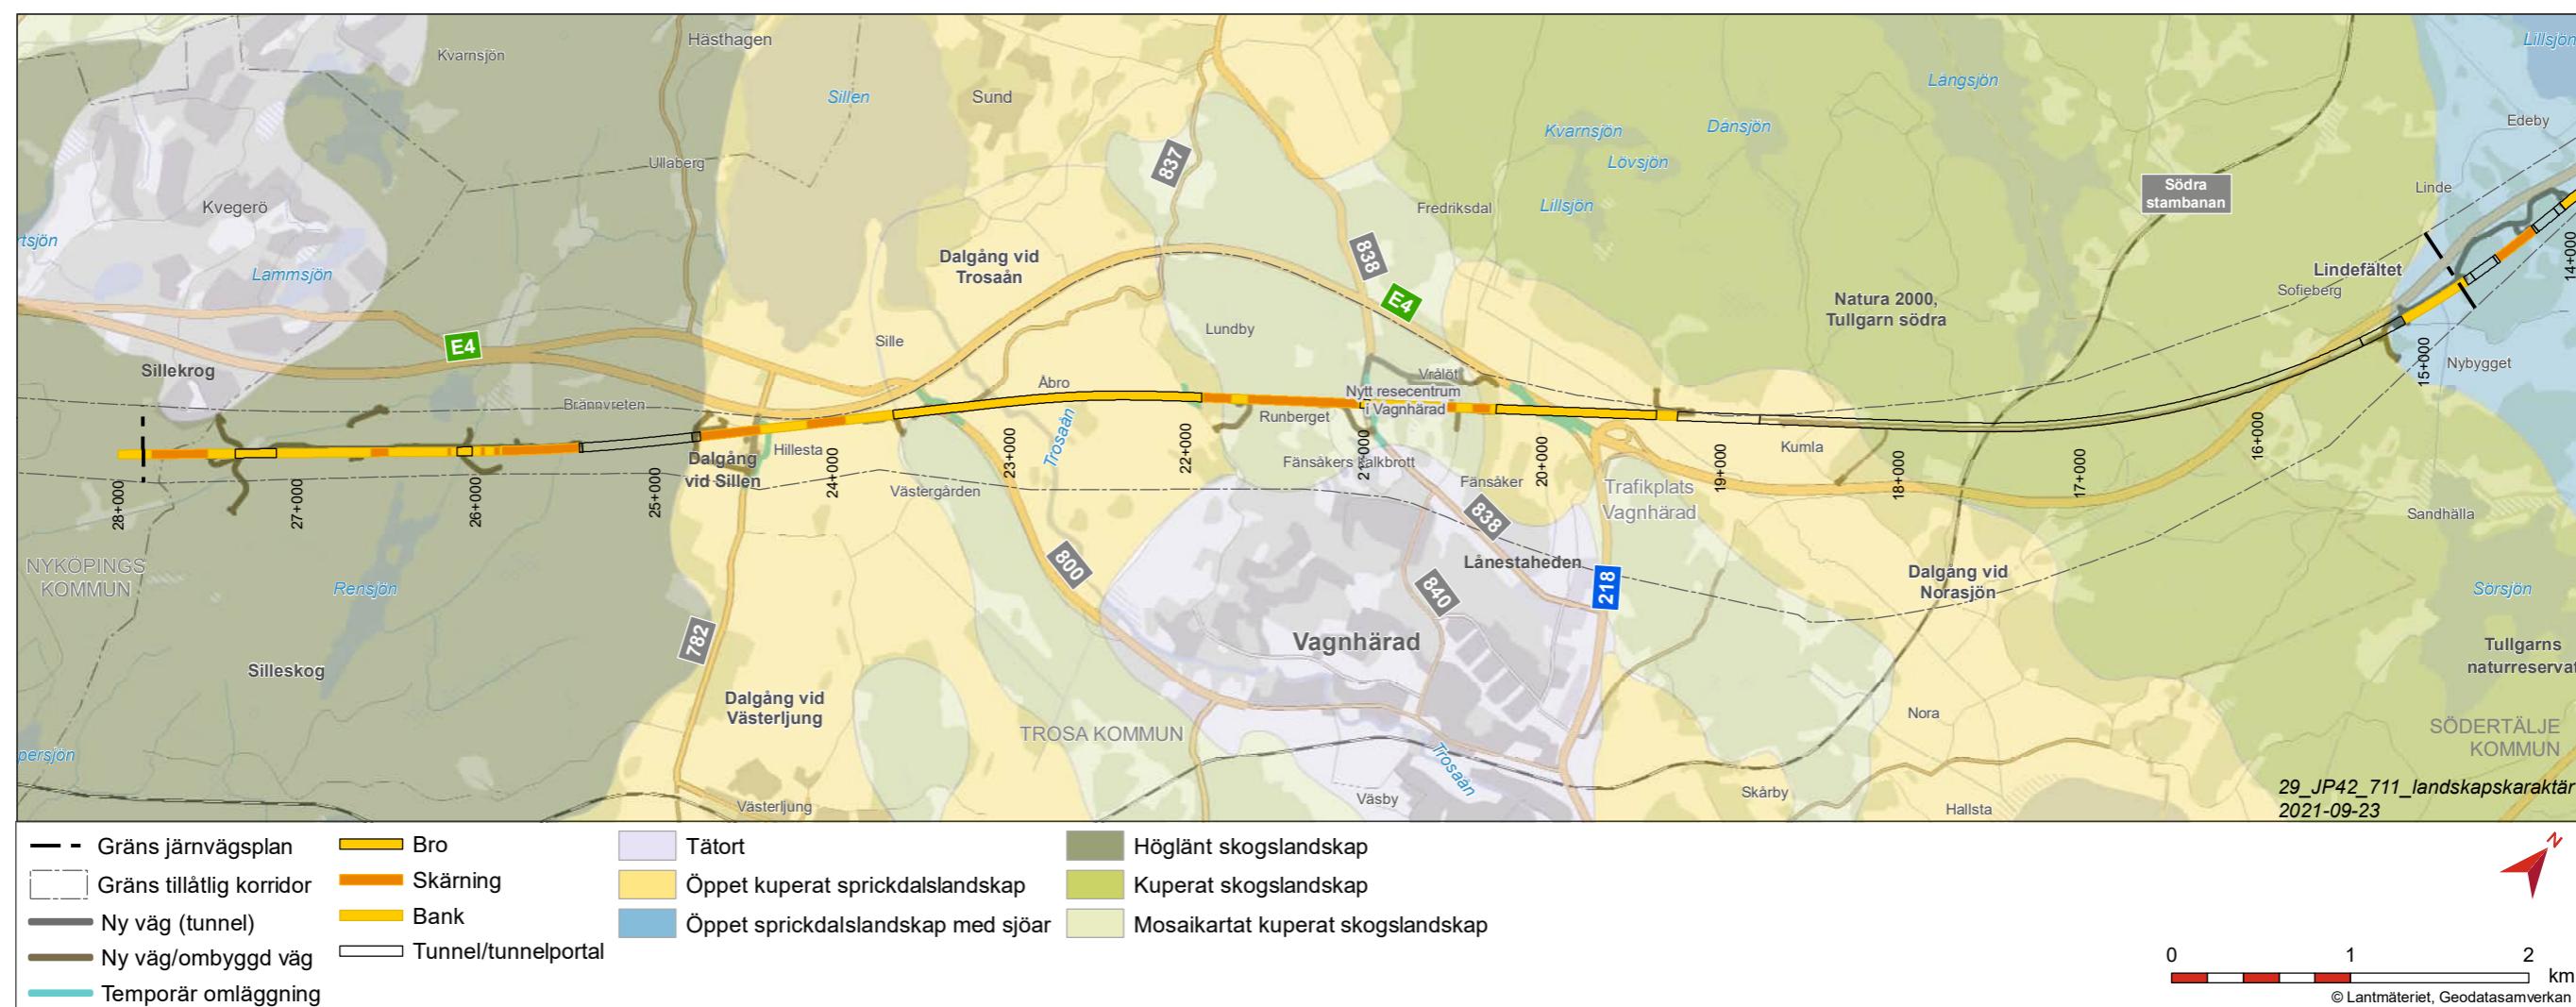 Kvarnsjön
Hästhagen
Sillen
Sund
Långsjön
Lillsjön
Kvarnsjön
Dånsjön
Lövsjön
Edeby
Ullaberg
837
Kvegerö
Fredriksdal
Lillsjön
Södra
stambanan
Linde
rtsjön
Lammsjön
Dalgång vid
Trosaån
838
E4
Lindefältet
Sofieberg
14+000
Natura 2000,
Tullgarn södra
Lundby
E4
Sille
Sillekrog
Åbro
Vrålöt
Nytt resecentrum
i Vagnhärad
15+000
Nybygget
Brännvreten
Runberget
Trosaån
Hillesta
Kumla
Dalgång
vid Sillen
Fänsåkers kalkbrott
Västergården
Fänsåker
Trafikplats
Vagnhärad
28+000
27+000
26+000
25+000
24+000
23+000
22+000
21+000
20+000
19+000
18+000
17+000
16+000
Sandhälla
838
NYKÖPINGS
KOMMUN
Rensjön
800
Lånestaheden
840
218
Dalgång vid
Norasjön
Sörsjön
782
Vagnhärad
Silleskog
Tullgarns
naturreservat
Dalgång vid
Västerljung
Nora
TROSA KOMMUN
SÖDERTÄLJE
KOMMUN
persjön
Trosaån
Västerljung
Väsby
Skårby
Hallsta
29_JP42_711_landskapskaraktär
2021-09-23
Gräns järnvägsplan
Gräns tillåtlig korridor
Ny väg (tunnel)
Ny väg/ombyggd väg
Temporär omläggning
Bro
Skärning
Bank
Tunnel/tunnelportal
Tätort
Öppet kuperat sprickdalslandskap
Öppet sprickdalslandskap med sjöar
Höglänt skogslandskap
Kuperat skogslandskap
Mosaikartat kuperat skogslandskap
N
0 1 2
km
© Lantmäteriet, Geodatasamverkan